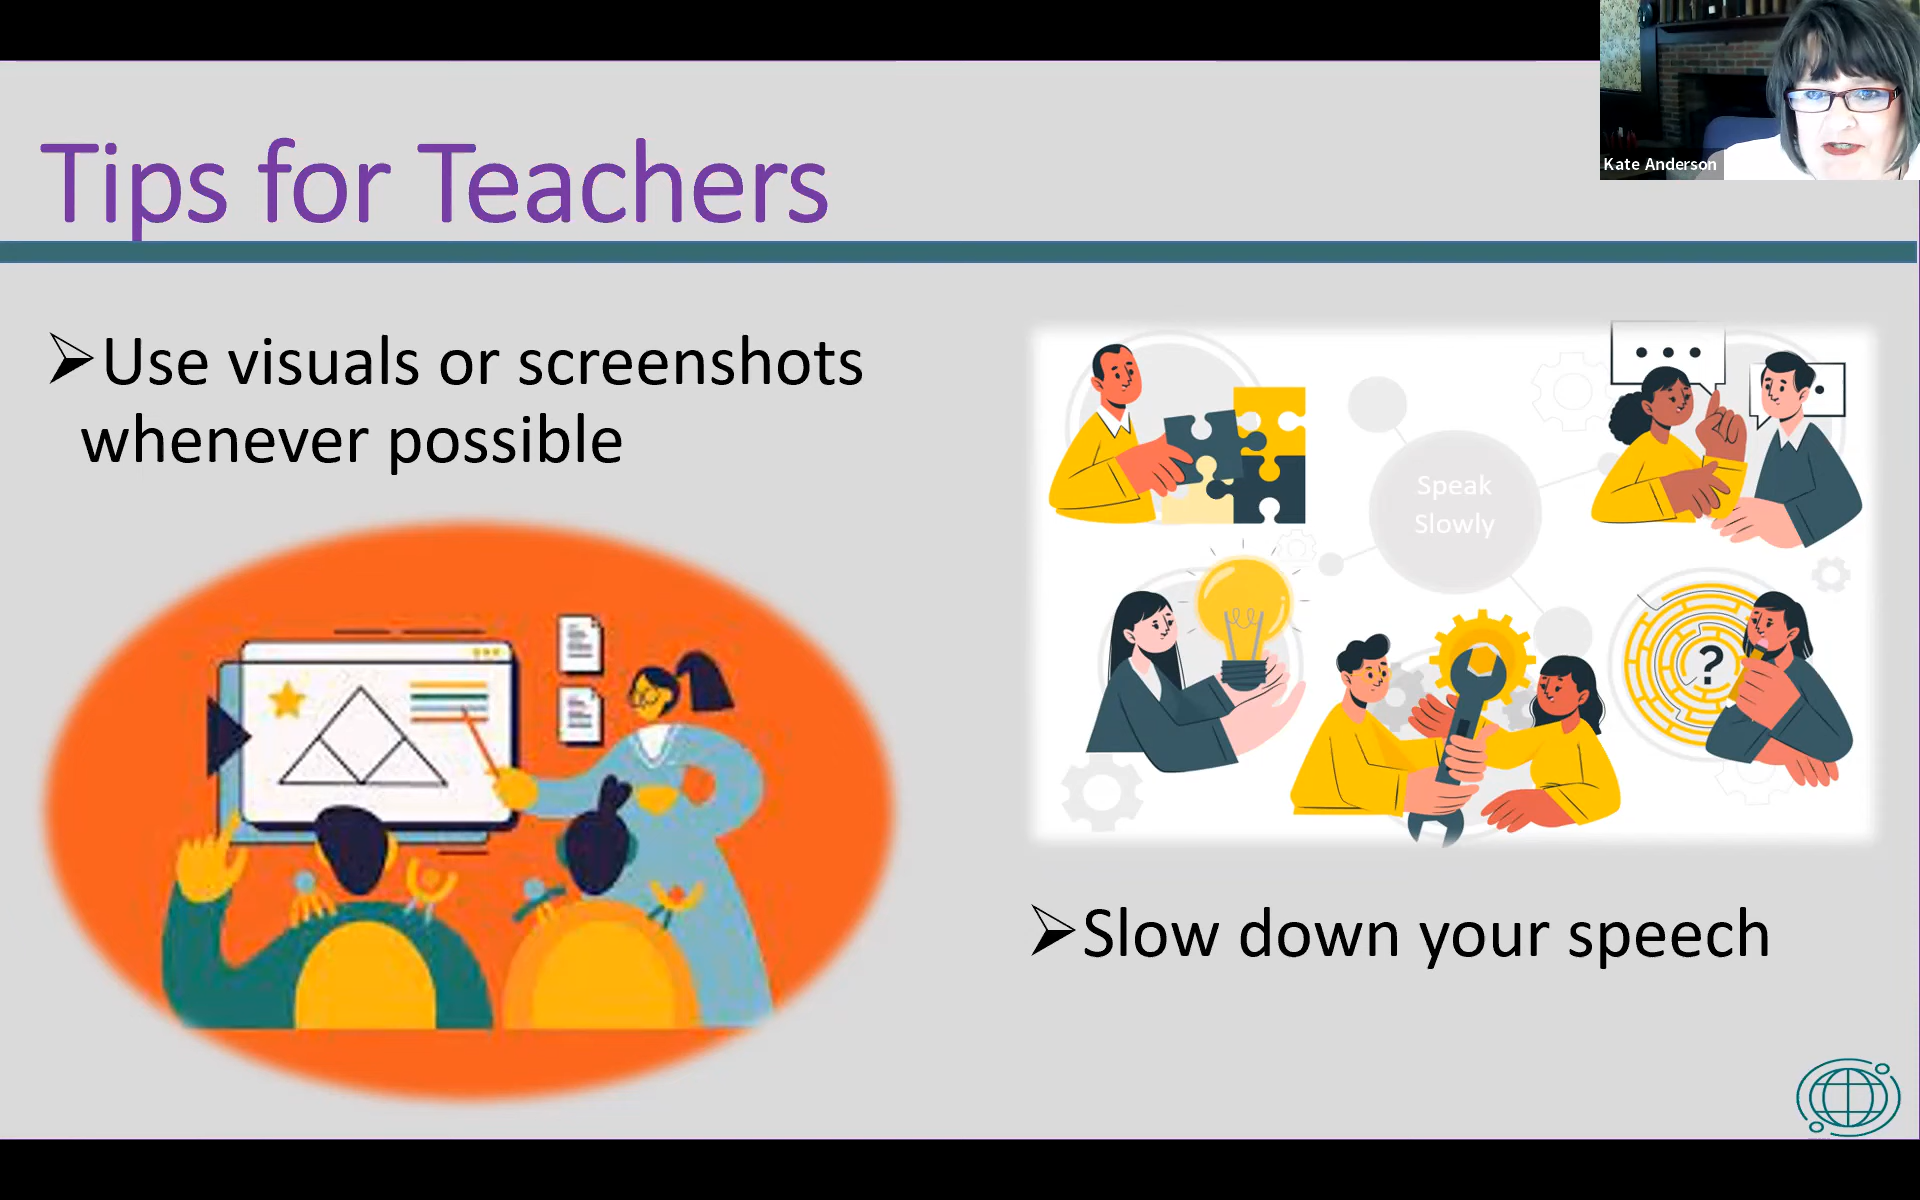 Kate Anderson
Tips for Teachers
➢Use visuals or screenshots
whenever possible
Speak
Slowly
?
➢Slow down your speech